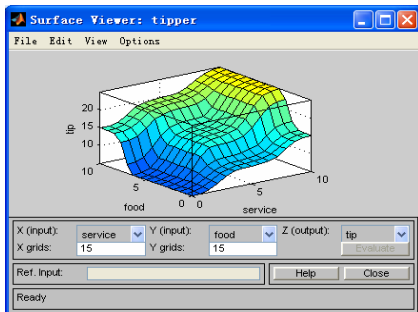 Surface Viewer: tipper
File Edit View Options
20
15
10
tip
10
5
0
food
0
5
10
service
X (input): service Y (input): food Z (output): tip
X grids: 15 Y grids: 15 Evaluate
Ref. Input: Help Close
Ready